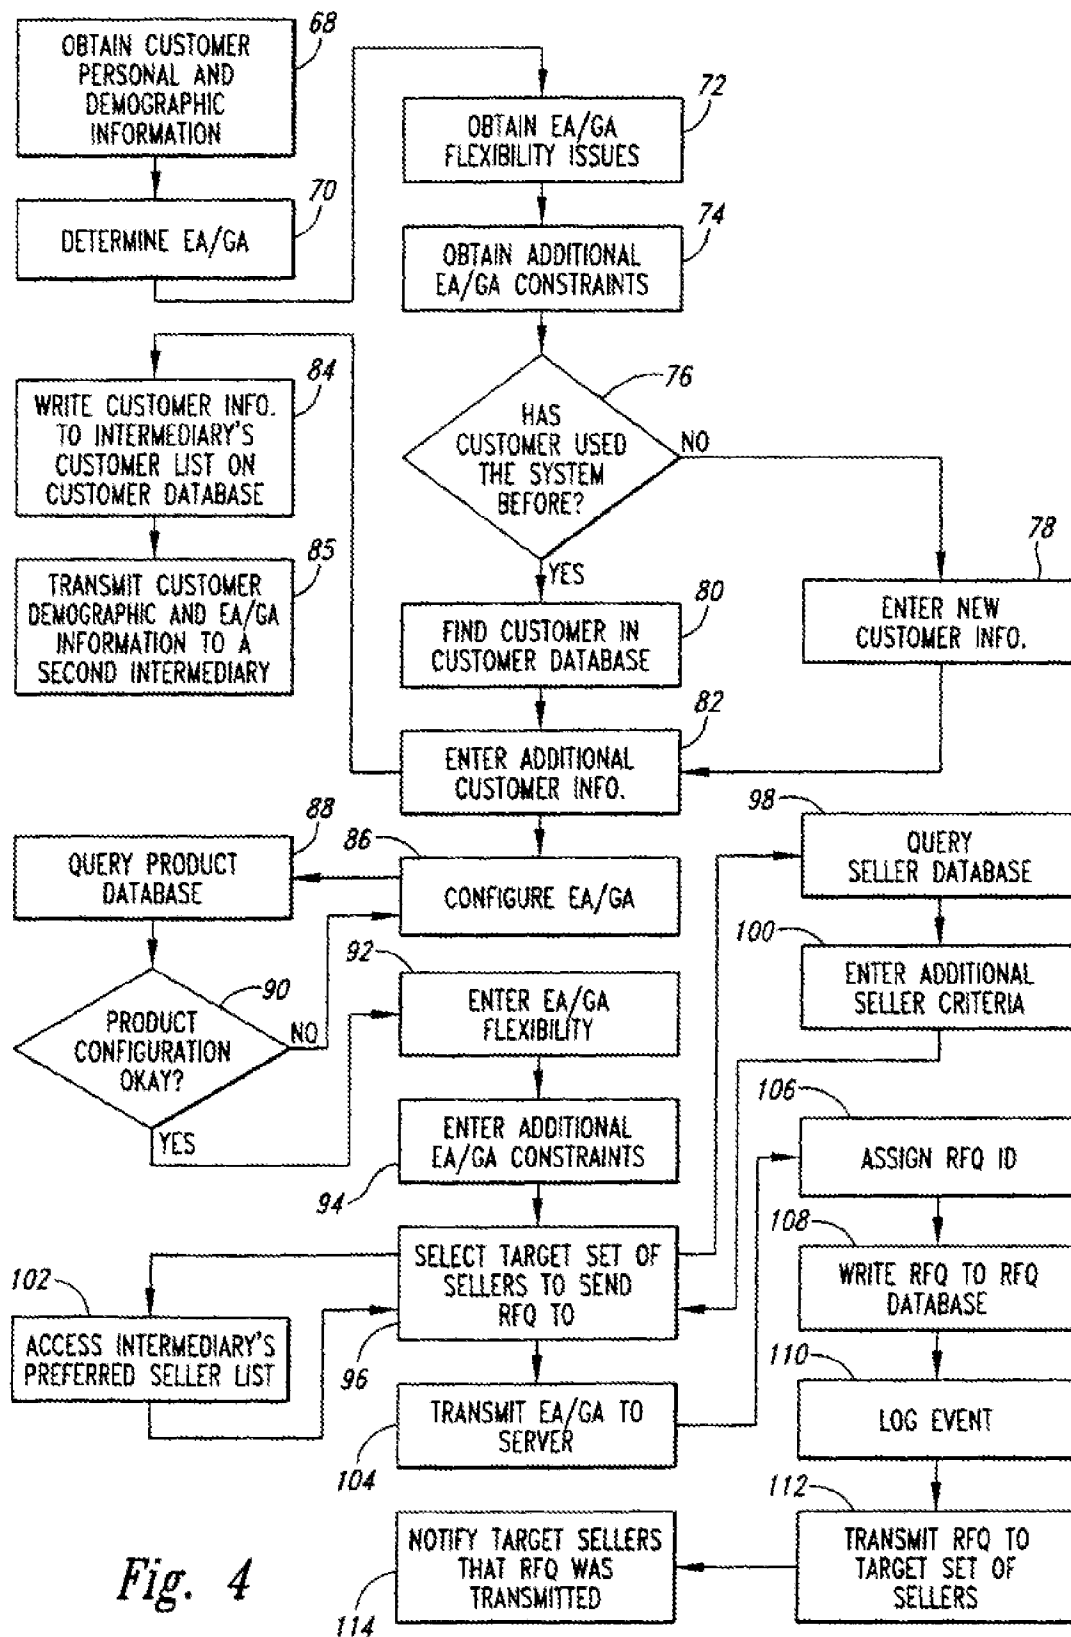 68
OBTAIN CUSTOMER
PERSONAL AND
DEMOGRAPHIC
INFORMATION
70
DETERMINE EA/GA
72
OBTAIN EA/GA
FLEXIBILITY ISSUES
74
OBTAIN ADDITIONAL
EA/GA CONSTRAINTS
76
HAS
CUSTOMER USED
THE SYSTEM
BEFORE?
NO
YES
78
ENTER NEW
CUSTOMER INFO.
80
FIND CUSTOMER IN
CUSTOMER DATABASE
82
ENTER ADDITIONAL
CUSTOMER INFO.
84
WRITE CUSTOMER INFO.
TO INTERMEDIARY'S
CUSTOMER LIST ON
CUSTOMER DATABASE
85
TRANSMIT CUSTOMER
DEMOGRAPHIC AND EA/GA
INFORMATION TO A
SECOND INTERMEDIARY
86
CONFIGURE EA/GA
88
QUERY PRODUCT
DATABASE
90
PRODUCT
CONFIGURATION
OKAY?
NO
YES
92
ENTER EA/GA
FLEXIBILITY
ENTER ADDITIONAL
EA/GA CONSTRAINTS
94
SELECT TARGET SET OF
SELLERS TO SEND
RFQ TO
96
98
QUERY
SELLER DATABASE
100
ENTER ADDITIONAL
SELLER CRITERIA
102
ACCESS INTERMEDIARY'S
PREFERRED SELLER LIST
TRANSMIT EA/GA TO
SERVER
104
106
ASSIGN RFQ ID
108
WRITE RFQ TO RFQ
DATABASE
110
LOG EVENT
112
TRANSMIT RFQ TO
TARGET SET OF
SELLERS
NOTIFY TARGET SELLERS
THAT RFQ WAS
TRANSMITTED
114
Fig. 4